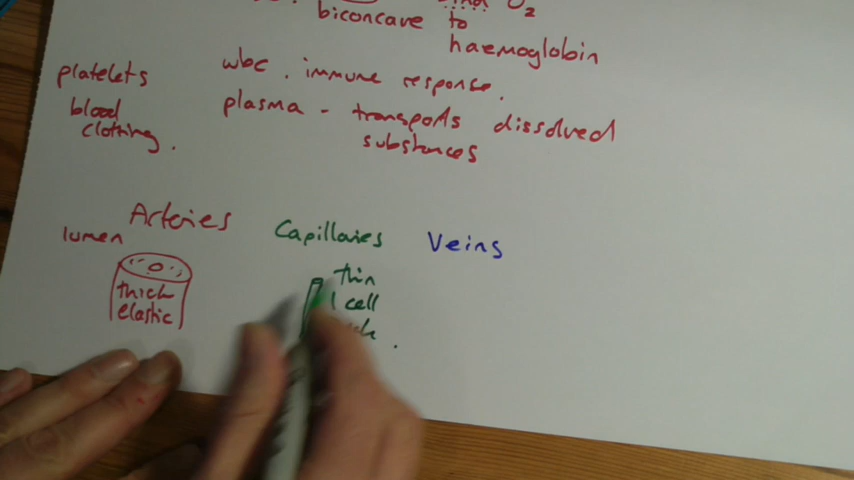 O2
biconcave to
haemoglobin
platelets
blood
clotting.
wbc . immune response.
plasma - transports dissolved
substances
Arteries
lumen
thick
elastic
Capillaries
thin
1 cell
Veins